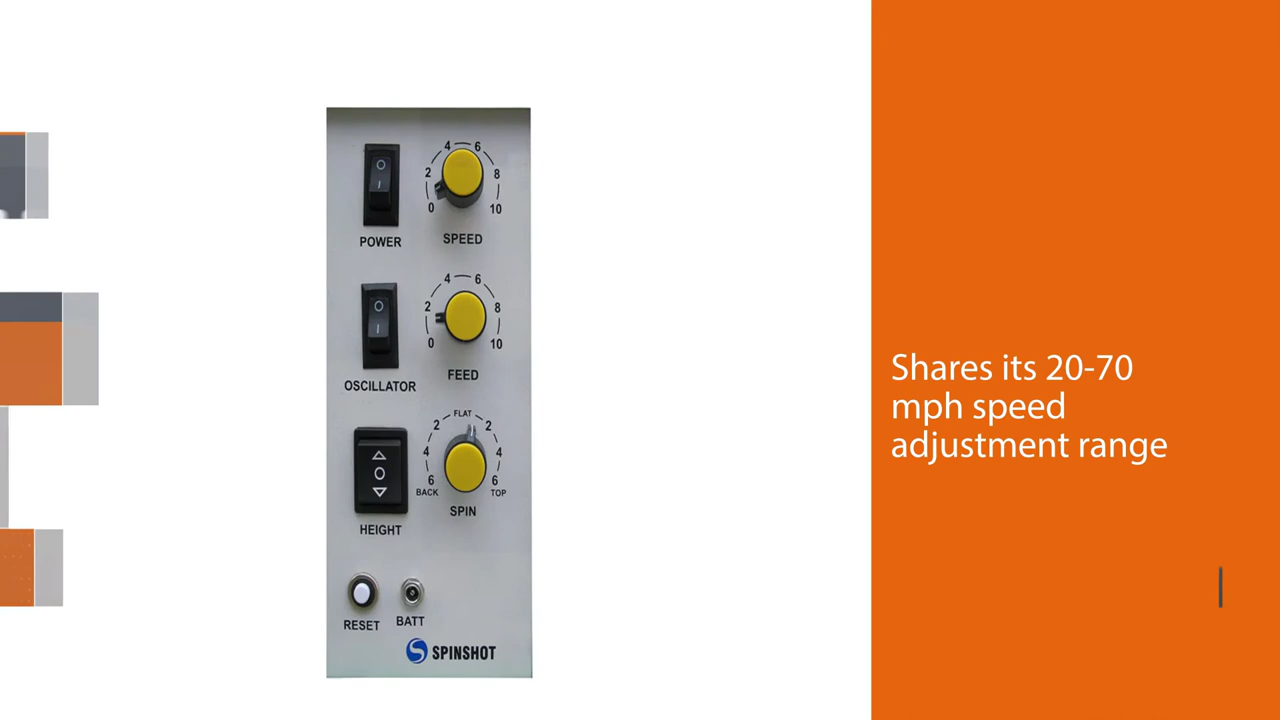 4 6
2 8
0 10
POWER SPEED
4 6
2 8
0 10
OSCILLATOR FEED
FLAT
2 2
4 4
6 6
BACK TOP
HEIGHT SPIN
RESET BATT
SPINSHOT
Shares its 20-70
mph speed
adjustment range